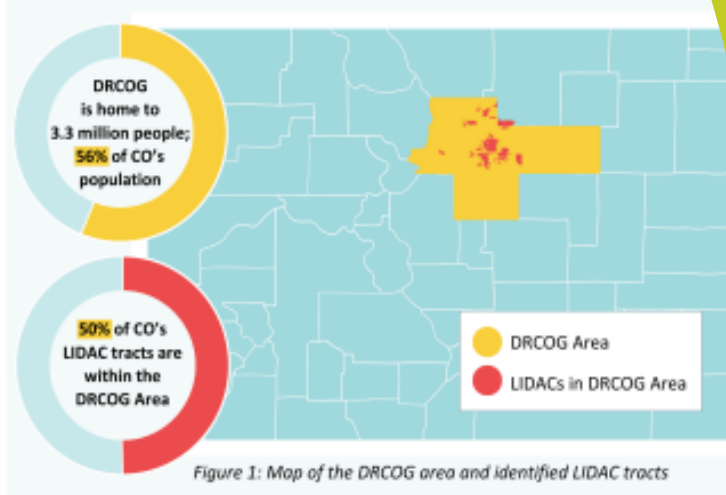 DRCOG
is home to
3.3 million people;
56% of CO's
population
50% of CO's
LIDAC tracts are
within the
DRCOG Area
DRCOG Area
LIDACs in DRCOG Area
Figure 1: Map of the DRCOG area and identified LIDAC tracts